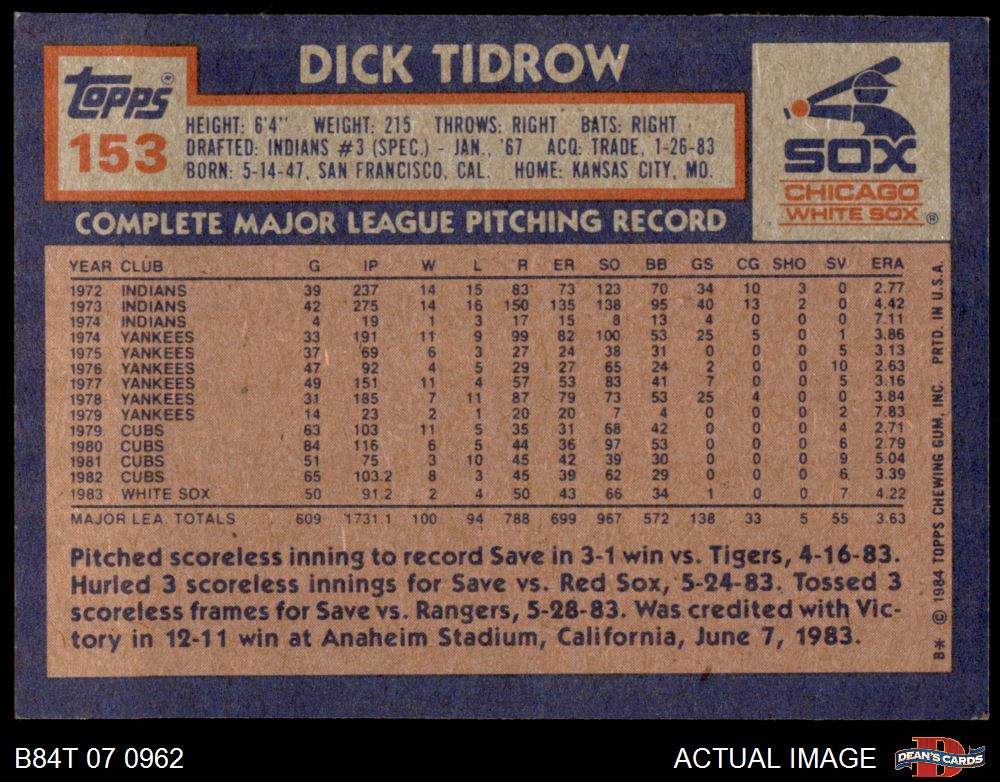 DICK TIDROW
Topps®
153
HEIGHT: 6'4" WEIGHT: 215 THROWS: RIGHT BATS: RIGHT
DRAFTED: INDIANS #3 (SPEC.) - JAN., '67 ACQ: TRADE, 1-26-83
BORN: 5-14-47, SAN FRANCISCO, CAL. HOME: KANSAS CITY, MO.
SOX
CHICAGO
WHITE SOX ®
COMPLETE MAJOR LEAGUE PITCHING RECORD
YEAR CLUB G IP W L R ER SO BB GS CG SHO SV ERA
1972 INDIANS 39 237 14 15 83 73 123 70 34 10 3 0 2.77
1973 INDIANS 42 275 14 16 150 135 138 95 40 13 2 0 4.42
1974 INDIANS 4 19 1 3 17 15 8 13 4 0 0 0 7.11
1974 YANKEES 33 191 11 9 99 82 100 53 25 5 0 1 3.86
1975 YANKEES 37 69 6 3 27 24 38 31 0 0 0 5 3.13
1976 YANKEES 47 92 4 5 29 27 65 24 2 0 0 10 2.63
1977 YANKEES 49 151 11 4 57 53 83 41 7 0 0 5 3.16
1978 YANKEES 31 185 7 11 87 79 73 53 25 4 0 0 3.84
1979 YANKEES 14 23 2 1 20 20 7 4 0 0 0 2 7.83
1979 CUBS 63 103 11 5 35 31 68 42 0 0 0 4 2.71
1980 CUBS 84 116 6 5 44 36 97 53 0 0 0 6 2.79
1981 CUBS 51 75 3 10 45 42 39 30 0 0 0 9 5.04
1982 CUBS 65 103.2 8 3 45 39 62 29 0 0 0 6 3.39
1983 WHITE SOX 50 91.2 2 4 50 43 66 34 1 0 0 7 4.22
MAJOR LEA. TOTALS 609 1731.1 100 94 788 699 967 572 138 33 5 55 3.63
Pitched scoreless inning to record Save in 3-1 win vs. Tigers, 4-16-83.
Hurled 3 scoreless innings for Save vs. Red Sox, 5-24-83. Tossed 3
scoreless frames for Save vs. Rangers, 5-28-83. Was credited with Vic-
tory in 12-11 win at Anaheim Stadium, California, June 7, 1983.
B* © 1984 TOPPS CHEWING GUM, INC. PRTD. IN U.S.A.
B84T 07 0962
ACTUAL IMAGE
D
DEAN'S CARDS